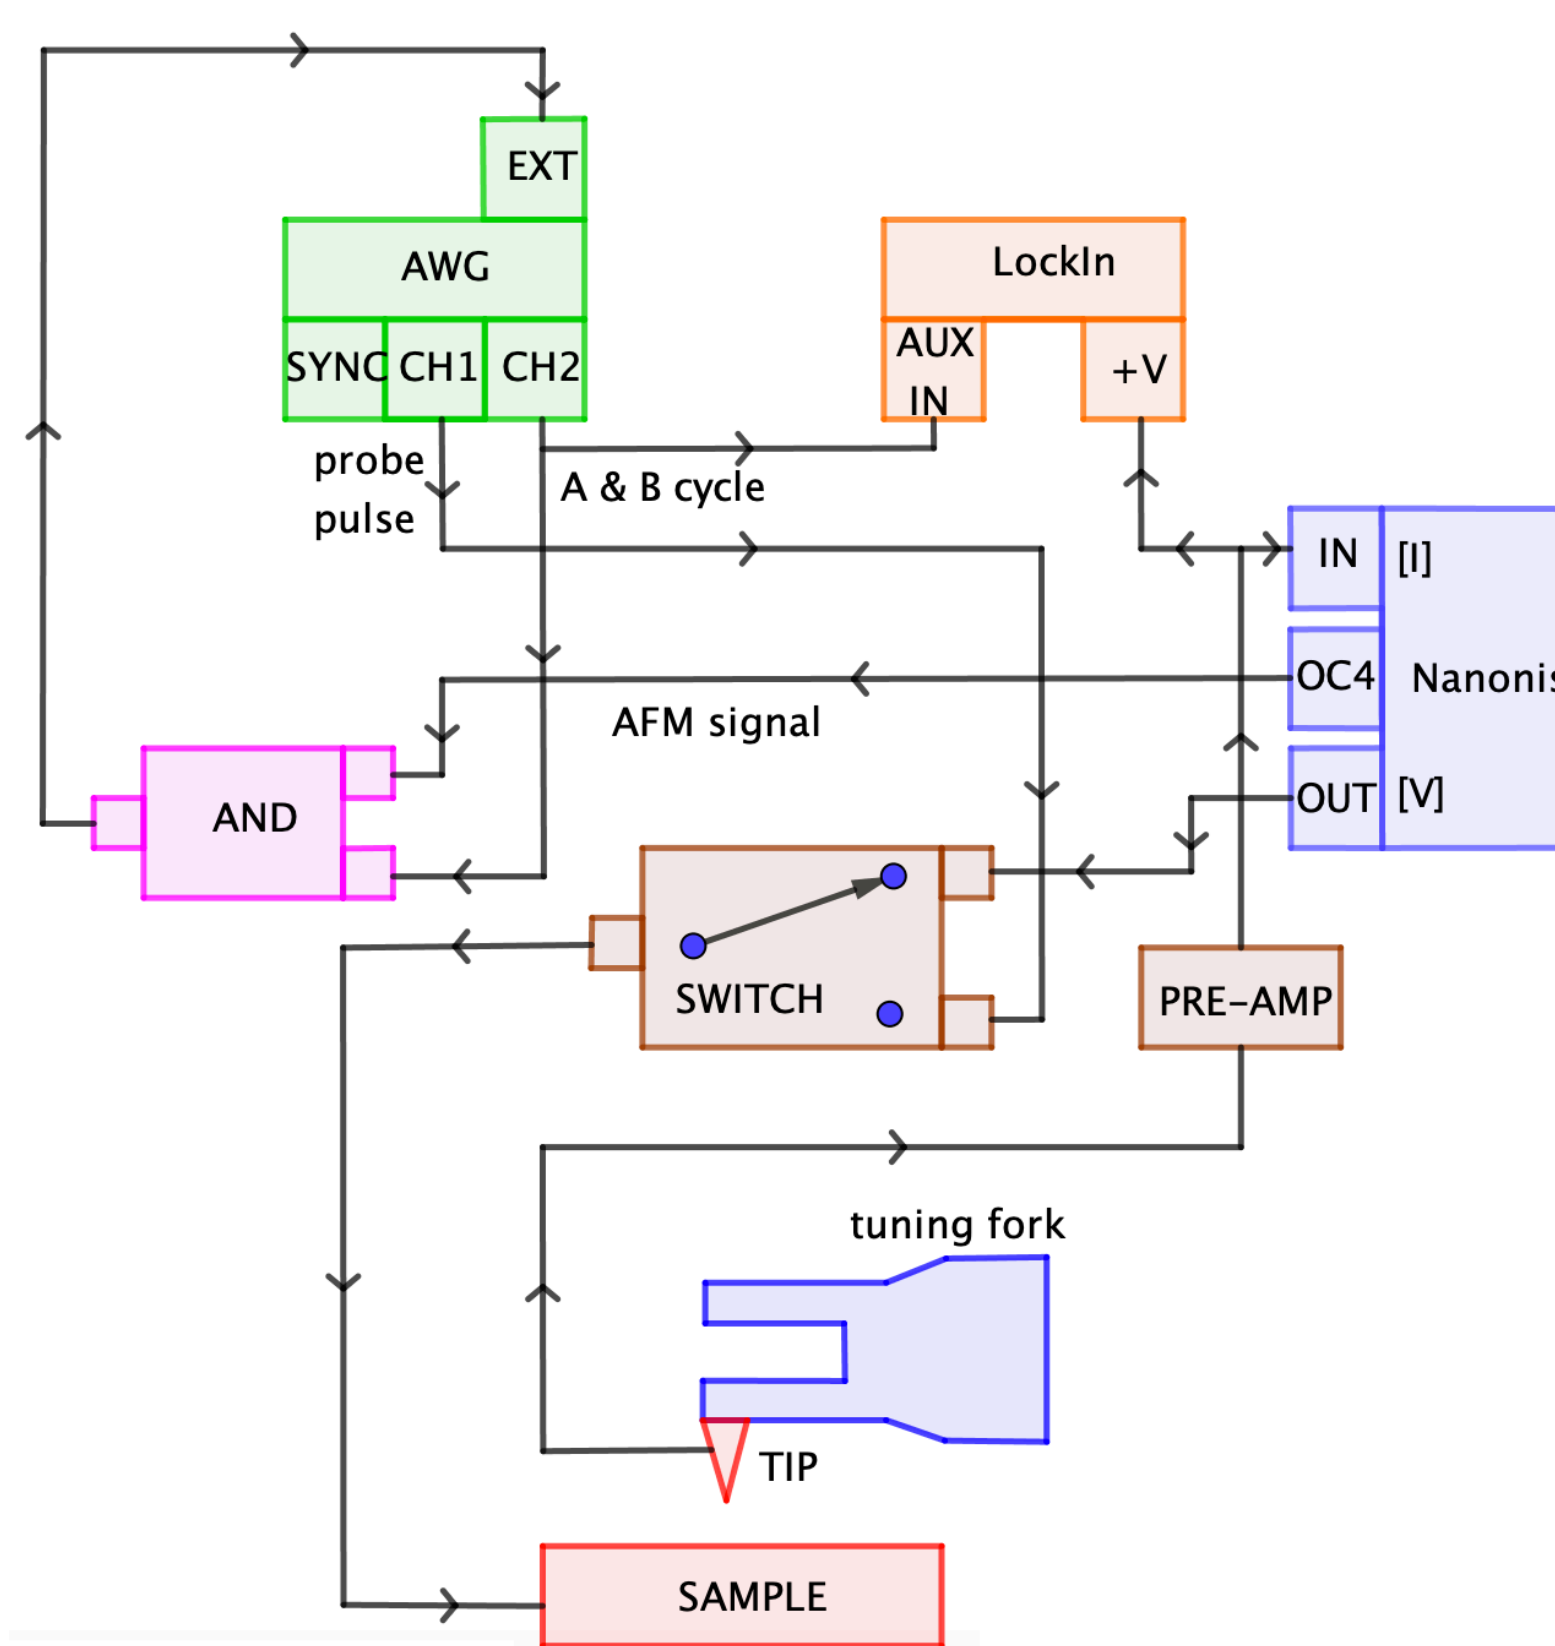 EXT
AWG
LockIn
SYNC CH1 CH2
AUX
IN
+V
probe
pulse
A & B cycle
IN [I]
OC4 Nanonis
AFM signal
OUT [V]
AND
SWITCH
PRE-AMP
tuning fork
TIP
SAMPLE